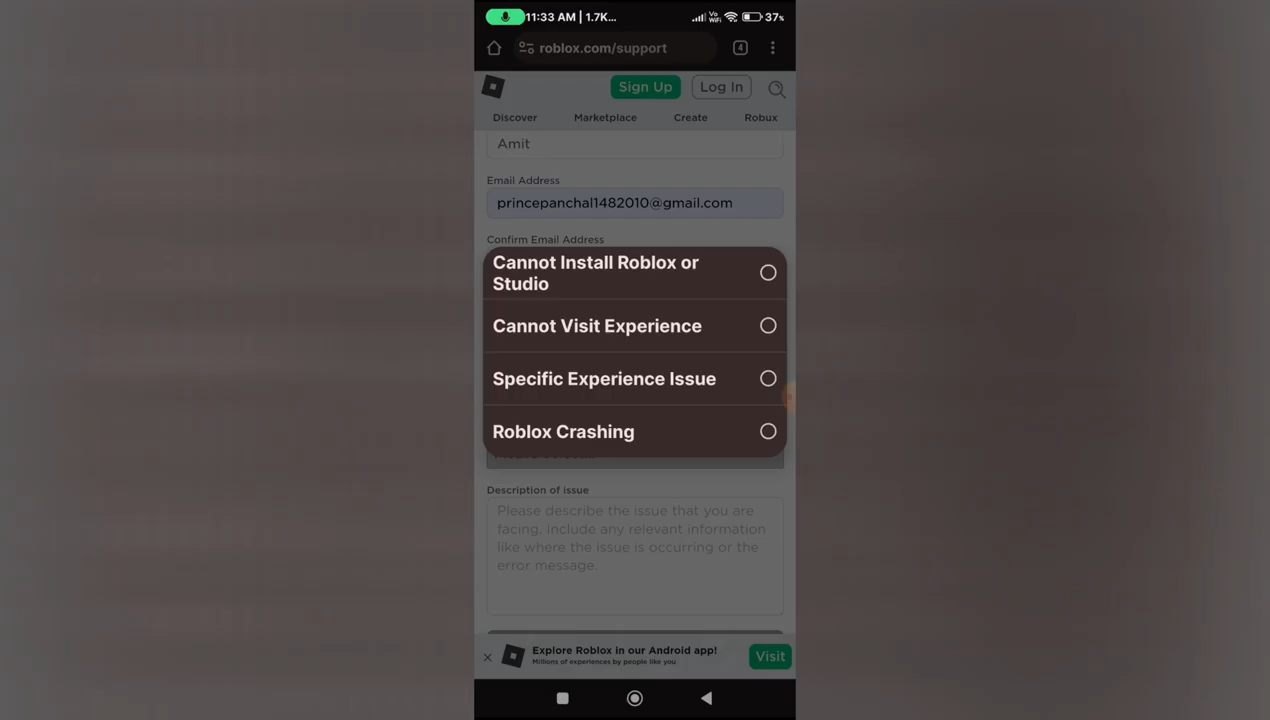 11:33 AM | 1.7K...
Vo
WiFi
37%
roblox.com/support
4
Sign Up
Log In
Discover
Marketplace
Create
Robux
Amit
Email Address
princepanchal1482010@gmail.com
Confirm Email Address
Cannot Install Roblox or
Studio
Cannot Visit Experience
Specific Experience Issue
Roblox Crashing
Description of issue
Please describe the issue that you are
facing. Include any relevant information
like where the issue is occurring or the
error message.
Explore Roblox in our Android app!
Millions of experiences by people like you
Visit